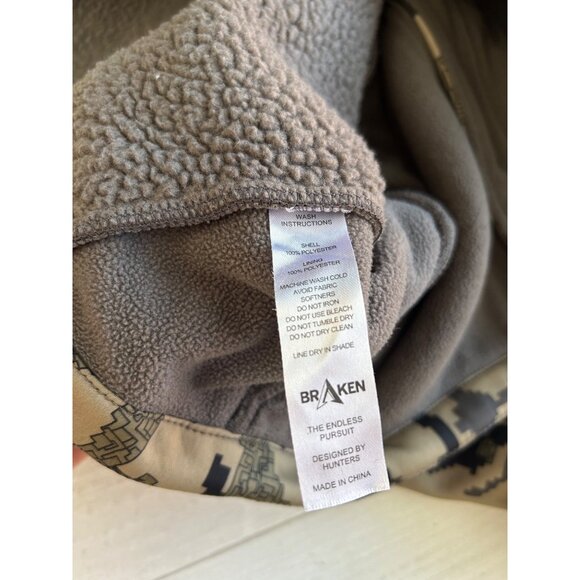 WASH
INSTRUCTIONS
SHELL
100% POLYESTER
LINING
100% POLYESTER
MACHINE WASH COLD
AVOID FABRIC
SOFTNERS
DO NOT IRON
DO NOT USE BLEACH
DO NOT TUMBLE DRY
DO NOT DRY CLEAN
LINE DRY IN SHADE
BRAKEN
THE ENDLESS
PURSUIT
DESIGNED BY
HUNTERS
MADE IN CHINA